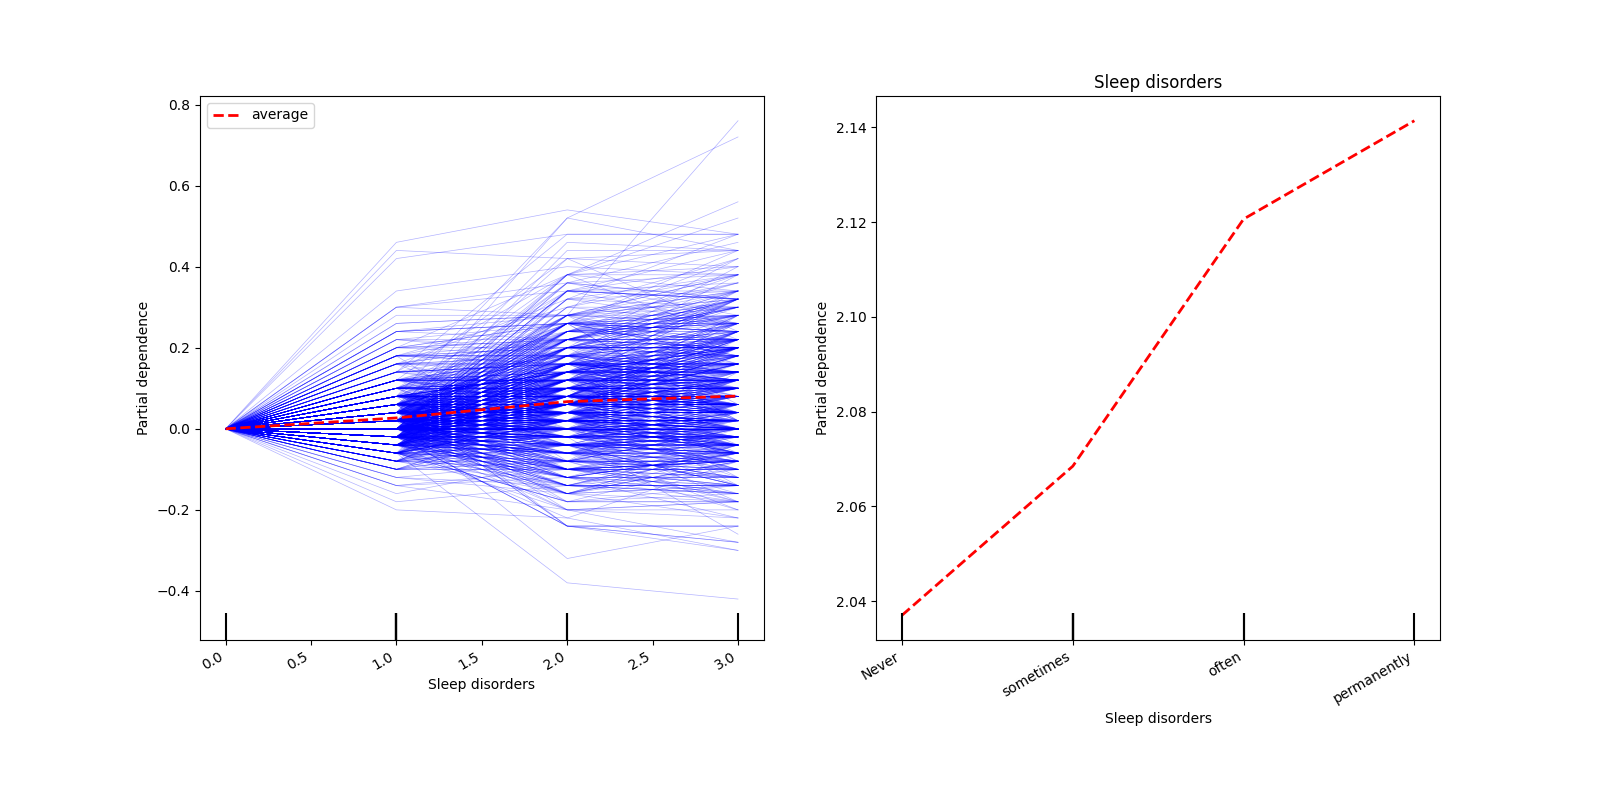 average
0.8
0.6
0.4
0.2
0.0
−0.2
−0.4
Partial dependence
0.0
0.5
1.0
1.5
2.0
2.5
3.0
Sleep disorders
Sleep disorders
2.14
2.12
2.10
2.08
2.06
2.04
Partial dependence
Never
sometimes
often
permanently
Sleep disorders